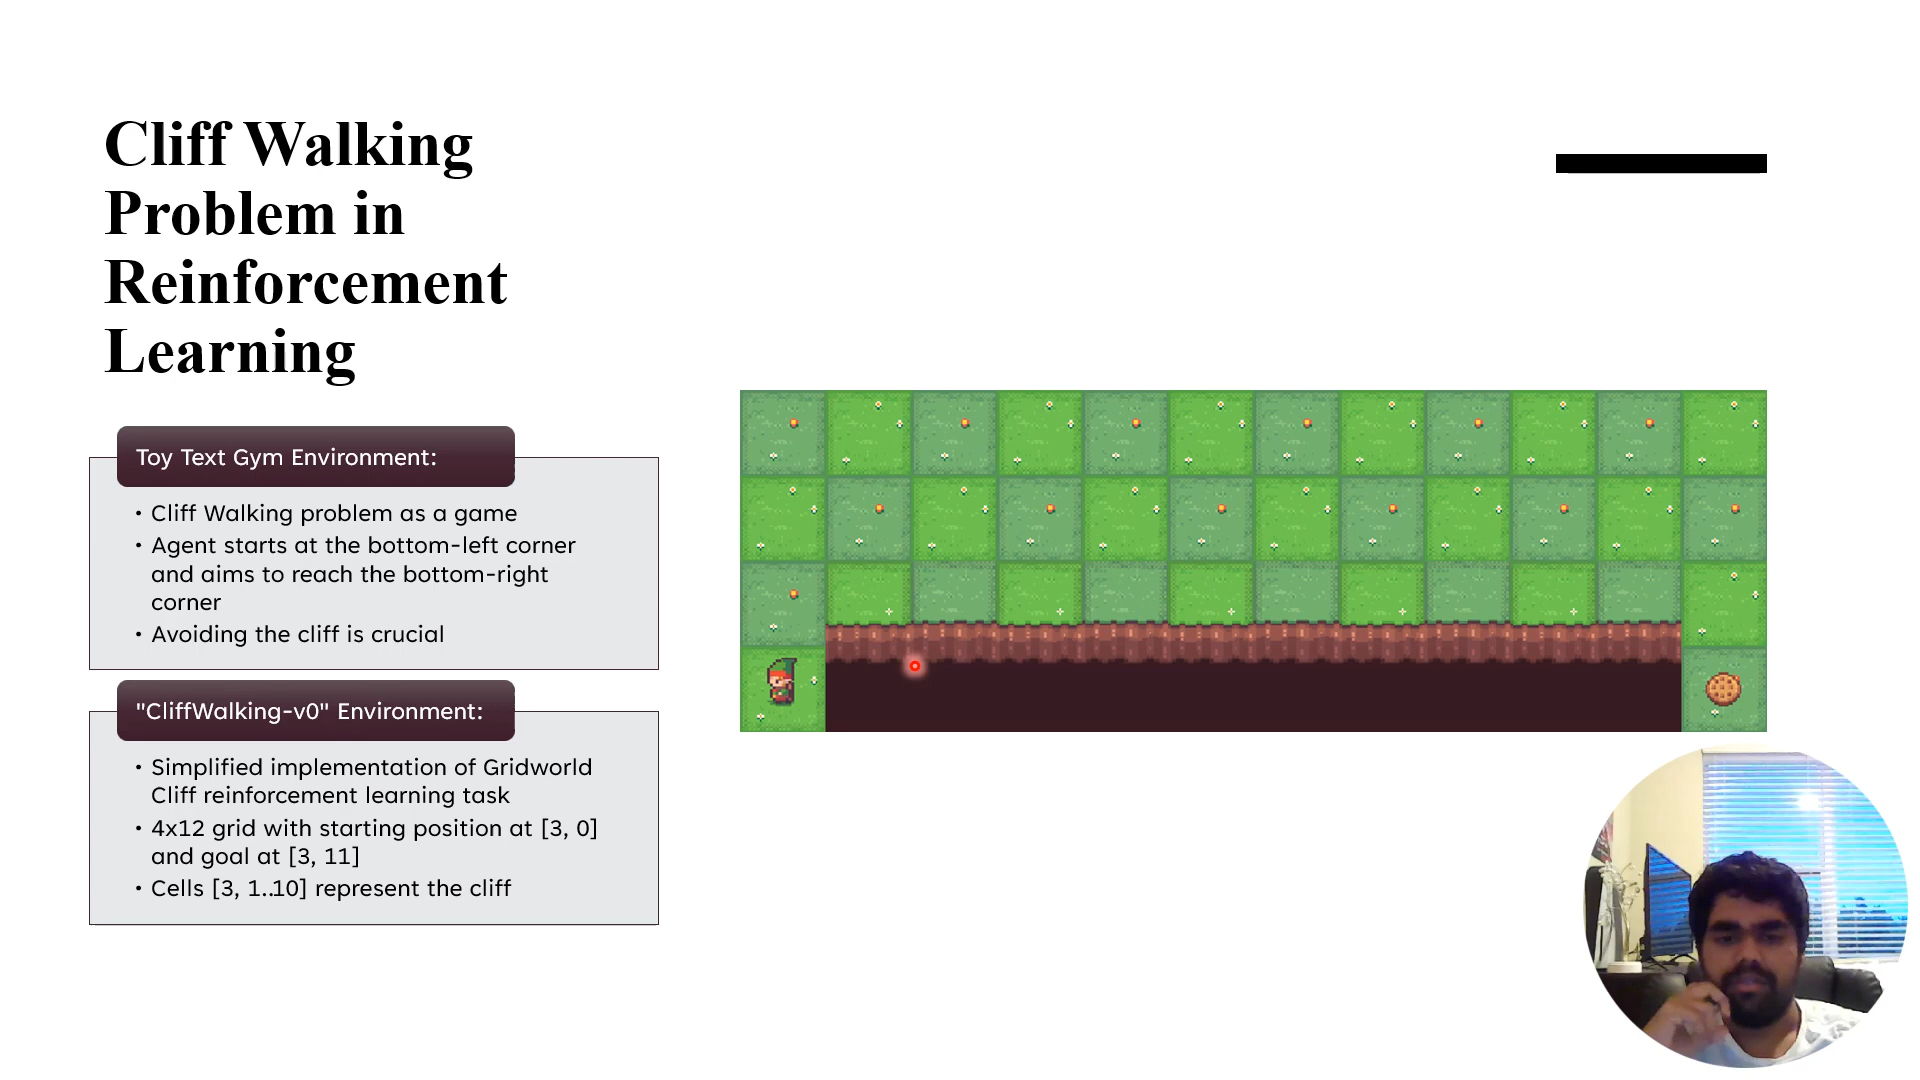 Cliff Walking
Problem in
Reinforcement
Learning
Toy Text Gym Environment:
• Cliff Walking problem as a game
• Agent starts at the bottom-left corner
and aims to reach the bottom-right
corner
• Avoiding the cliff is crucial
"CliffWalking-v0" Environment:
• Simplified implementation of Gridworld
Cliff reinforcement learning task
• 4x12 grid with starting position at [3, 0]
and goal at [3, 11]
• Cells [3, 1..10] represent the cliff